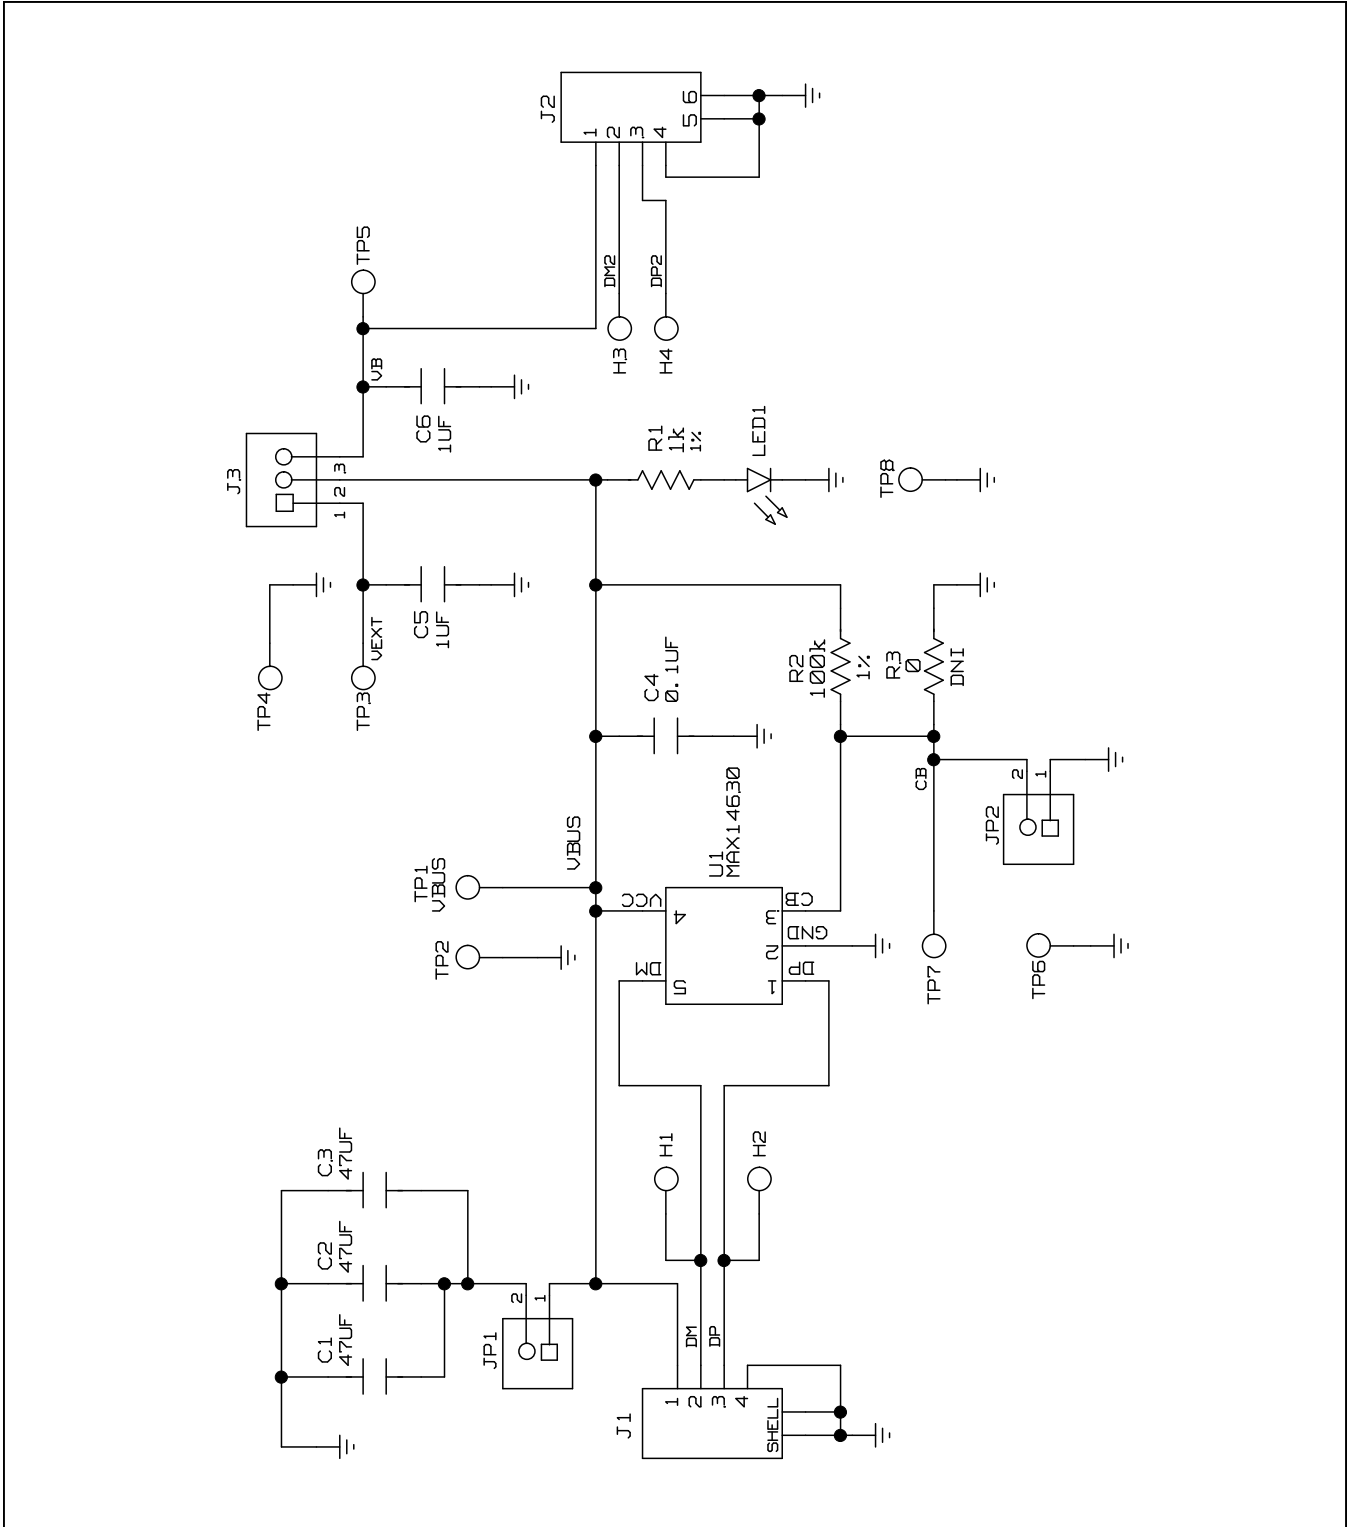 J2
1
2
3
4
5
6
TP5
DM2
DP2
H3
H4
VB
C6
1UF
J3
1
2
3
R1
1k
1%
LED1
TP8
TP4
TP3
VEXT
C5
1UF
C4
0.1UF
R2
100k
1%
R3
0
DNI
CB
2
1
JP2
U1
MAX14630
VBUS
TP1
VBUS
TP2
VCC
4
DM
5
CB
3
GND
2
DP
1
TP7
TP6
H1
H2
C3
47UF
C2
47UF
C1
47UF
JP1
2
1
DM
DP
J1
1
2
3
4
SHELL